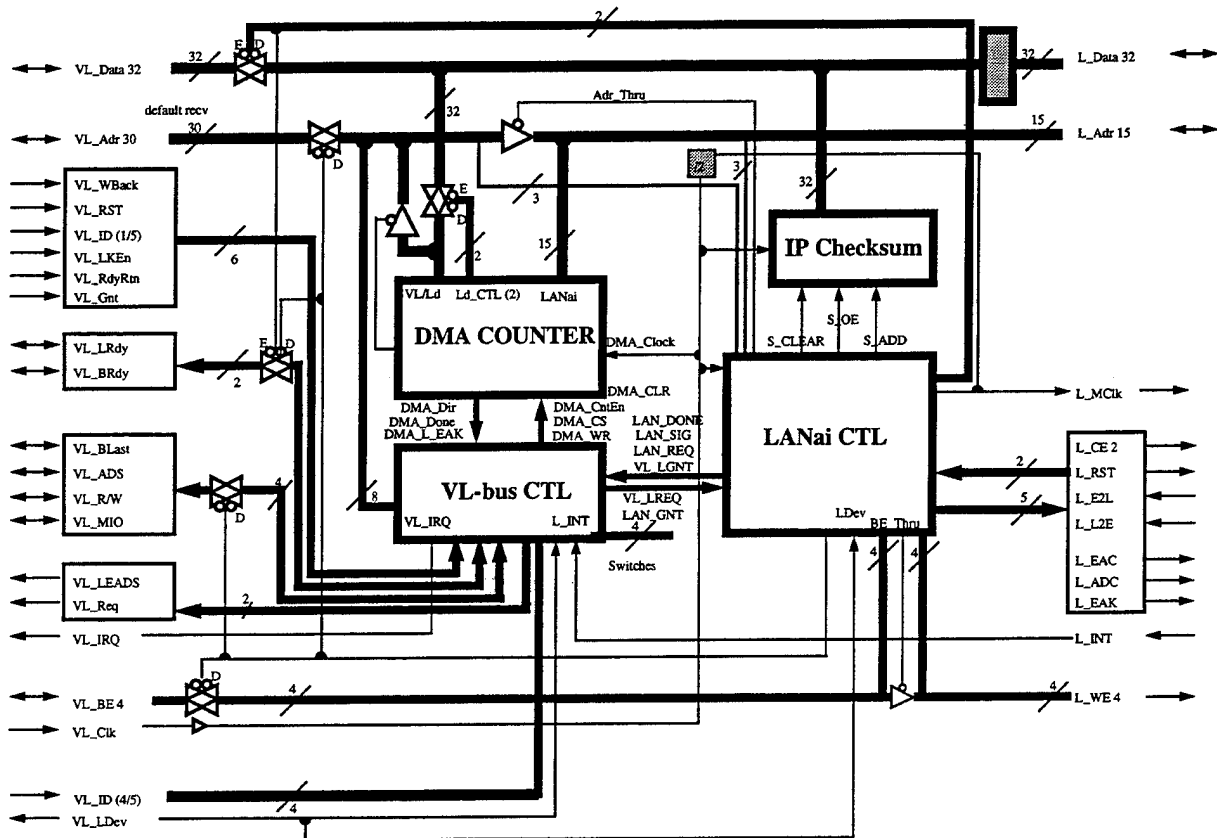 2
E D
VL_Data 32
32
32
L_Data 32
32
Adr_Thru
default recv
VL_Adr 30
30
D
15
L_Adr 15
3
3
32
VL_WBack
VL_RST
VL_ID (1/5)
VL_LKEn
VL_RdyRtn
VL_Gnt
6
E
D
2
15
IP Checksum
VL/Ld
Ld_CTL (2)
LANai
DMA COUNTER
DMA_Clock
DMA_CLR
S_CLEAR
S_OE
S_ADD
VL_LRdy
VL_BRdy
2
E D
L_MClk
DMA_Dir
DMA_Done
DMA_L_EAK
DMA_CntEn
DMA_CS
DMA_WR
LAN_DONE
LAN_SIG
LAN_REQ
VL_LGNT
LANai CTL
VL_BLast
VL_ADS
VL_R/W
VL_MIO
4
D
8
VL-bus CTL
VL_IRQ
L_INT
VL_LREQ
LAN_GNT
4
Switches
LDev
BE
Thru
4
4
2
5
L_CE 2
L_RST
L_E2L
L_L2E
L_EAC
L_ADC
L_EAK
VL_LEADS
VL_Req
2
VL_IRQ
L_INT
D
VL_BE 4
4
4
L_WE 4
VL_Clk
VL_ID (4/5)
4
VL_LDev